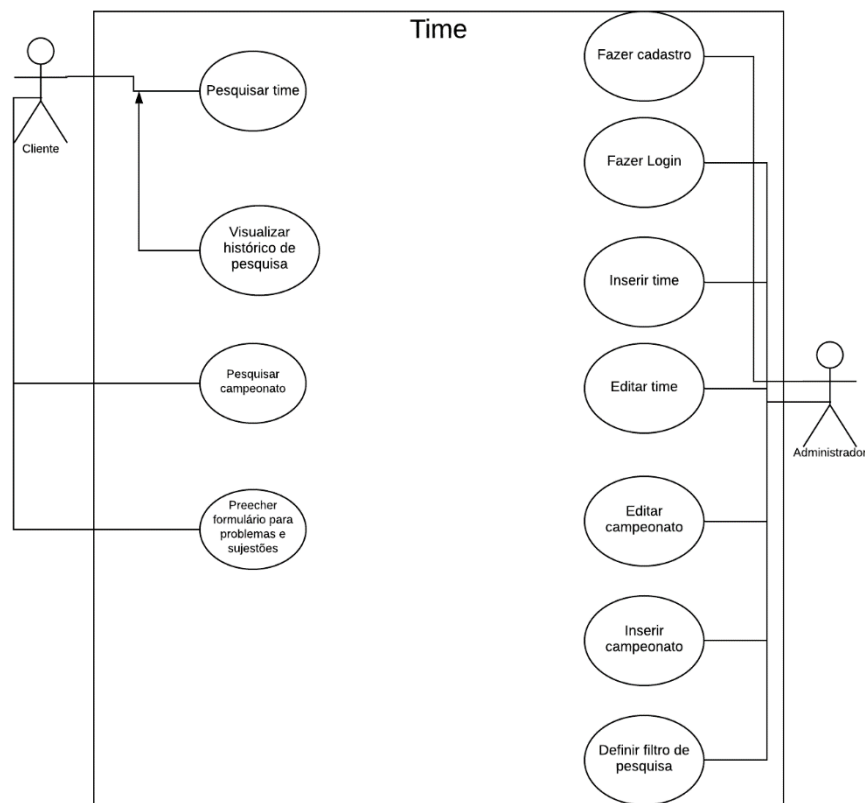 Time
Cliente
Pesquisar time
Visualizar
histórico de
pesquisa
Pesquisar
campeonato
Preecher
formulário para
problemas e
sujestões
Fazer cadastro
Fazer Login
Inserir time
Editar time
Editar
campeonato
Inserir
campeonato
Definir filtro de
pesquisa
Administrador